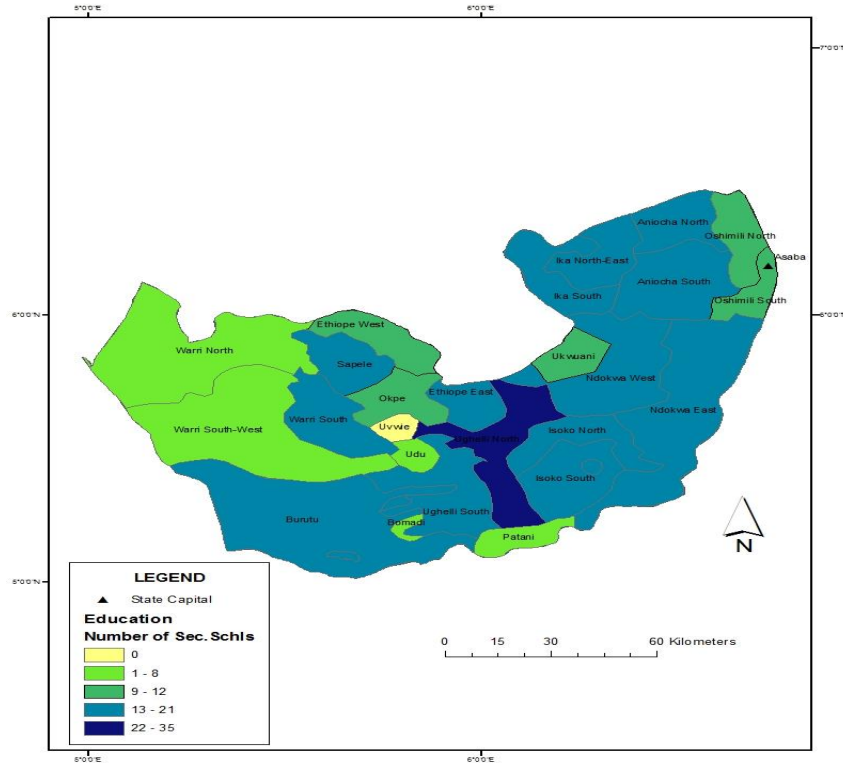 5°0'0"E
6°0'0"E
7°0'0"N
Aniocha North
Oshimili North
Asaba
Ika North-East
Aniocha South
Ika South
Oshimili South
6°0'0"N
6°0'0"N
Ethiope West
Warri North
Sapele
Ukwuani
Ndokwa West
Ethiope East
Okpe
Ndokwa East
Warri South
Warri South-West
Uvwie
Ughelli North
Isoko North
Udu
Isoko South
Ughelli South
Burutu
Bomadi
Patani
N
5°0'0"N
LEGEND
State Capital
Education
Number of Sec.Schls
0
1 - 8
9 - 12
13 - 21
22 - 35
0 15 30 60 Kilometers
5°0'0"E
6°0'0"E